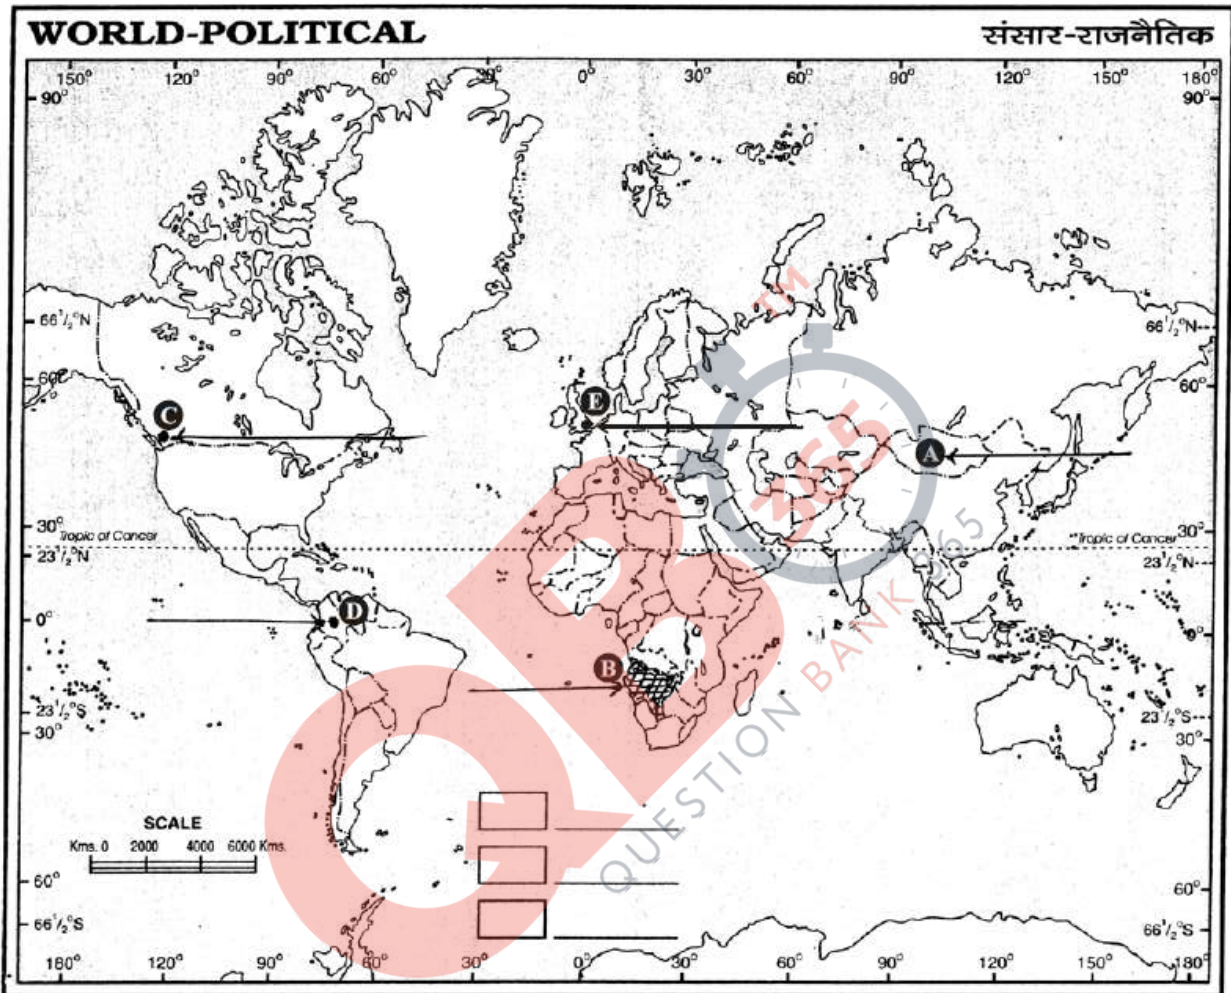 WORLD-POLITICAL
संसार-राजनैतिक
150° 120° 90° 60° 30° 0° 30° 60° 90° 120° 150° 180°
90° 90°
66¹/₂°N 66¹/₂°N
60° 60°
TM
C E A
365
30° 30°
Tropic of Cancer Tropic of Cancer
23¹/₂°N 23¹/₂°N
D
0° 0°
B
23¹/₂°S 23¹/₂°S
30° 30°
QB
QUESTION BANK 365
SCALE
Kms. 0 2000 4000 6000 Kms.
60° 60°
66¹/₂°S 66¹/₂°S
180° 120° 90° 60° 30° 0° 30° 60° 90° 120° 150° 180°